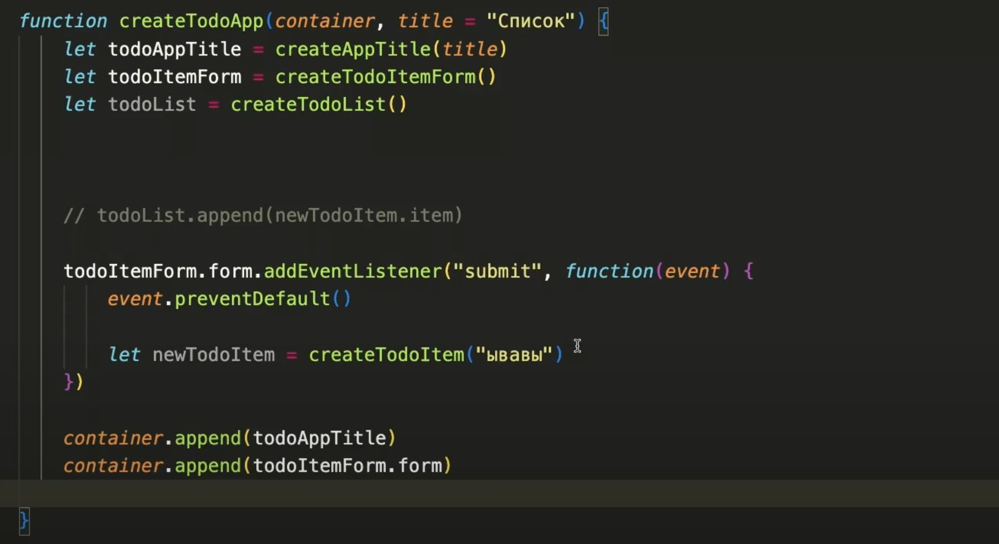 function createTodoApp(container, title = "Список") {
let todoAppTitle = createAppTitle(title)
let todoItemForm = createTodoItemForm()
let todoList = createTodoList()
// todoList.append(newTodoItem.item)
todoItemForm.form.addEventListener("submit", function(event) {
event.preventDefault()
let newTodoItem = createTodoItem("ывавы")
})
container.append(todoAppTitle)
container.append(todoItemForm.form)
}